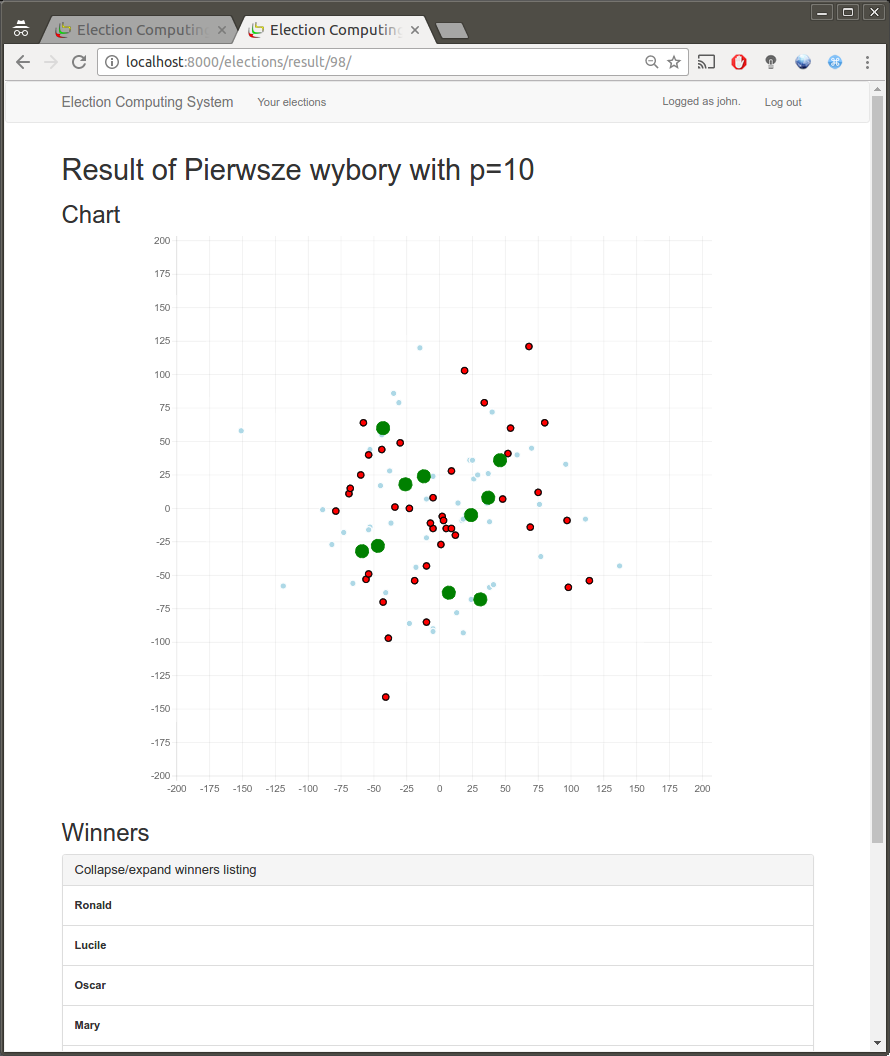 Election Computing
Election Computing
localhost:8000/elections/result/98/
Election Computing System Your elections Logged as john. Log out
Result of Pierwsze wybory with p=10
Chart
200
175
150
125
100
75
50
25
0
-25
-50
-75
-100
-125
-150
-175
-200
-200 -175 -150 -125 -100 -75 -50 -25 0 25 50 75 100 125 150 175 200
Winners
Collapse/expand winners listing
Ronald
Lucile
Oscar
Mary